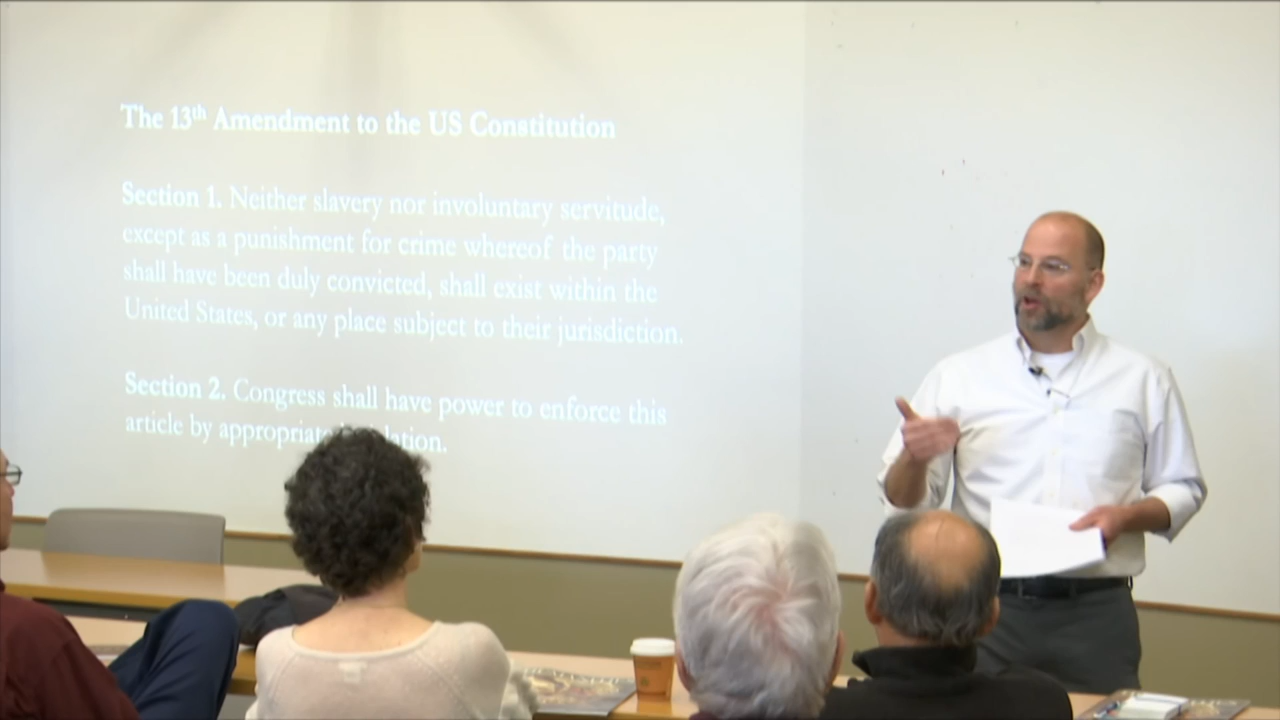 The 13th Amendment to the US Constitution
Section 1. Neither slavery nor involuntary servitude,
except as a punishment for crime whereof the party
shall have been duly convicted, shall exist within the
United States, or any place subject to their jurisdiction.
Section 2. Congress shall have power to enforce this
article by appropriate lation.